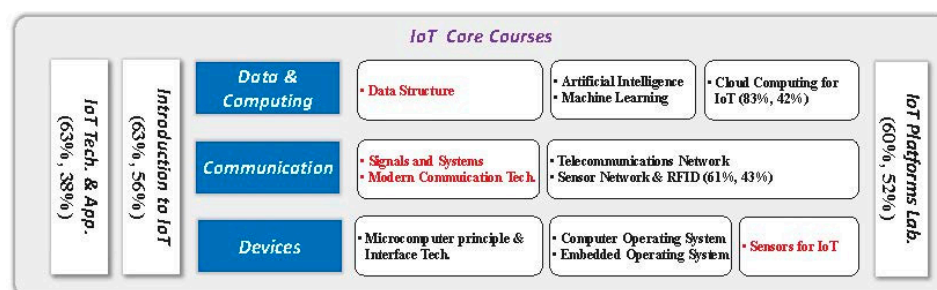 IoT Core Courses
IoT Tech. & App.
(63%, 38%)
Introduction to IoT
(63%, 56%)
Data &
Computing
• Data Structure
• Artificial Intelligence
• Machine Learning
• Cloud Computing for
IoT (83%, 42%)
Communication
• Signals and Systems
• Modern Commuication Tech.
• Telecommunications Network
• Sensor Network & RFID (61%, 43%)
Devices
• Microcomputer principle &
Interface Tech.
• Computer Operating System
• Embedded Operating System
• Sensors for IoT
IoT Platforms Lab.
(60%, 52%)